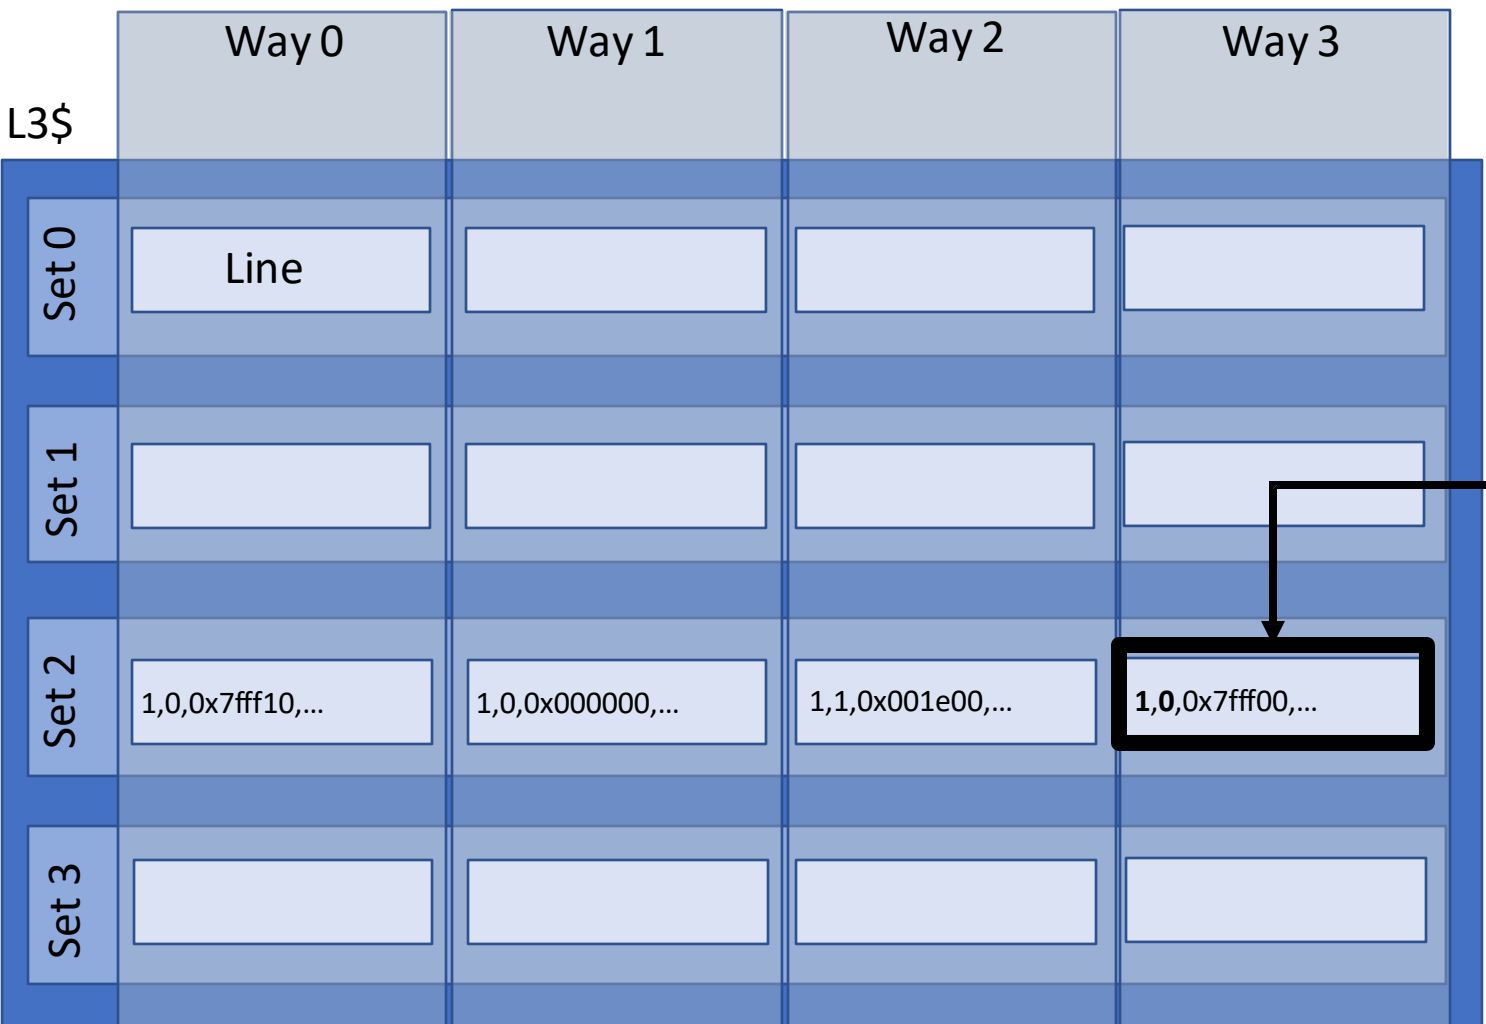 Way 0
Way 1
Way 2
Way 3
L3$
Set 0
Line
Set 1
Set 2
1,0,0x7fff10,...
1,0,0x000000,...
1,1,0x001e00,...
1,0,0x7fff00,...
Set 3